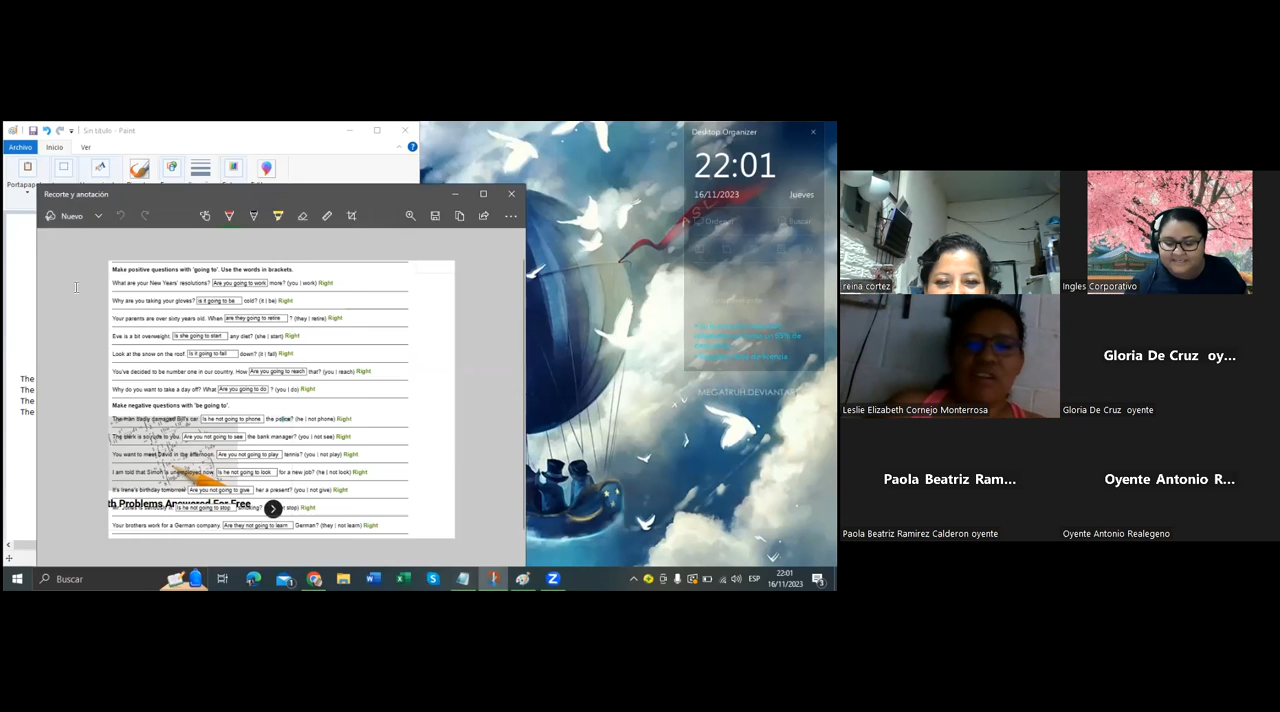 Sin título - Paint
Archivo
Inicio
Ver
Recorte y anotación
Nuevo
The
The
The
The
Make positive questions with 'going to'. Use the words in brackets.
What are your New Years' resolutions? Are you going to work more? (you | work) Right
Why are you taking your gloves? is it going to be cold? (it | be) Right
Your parents are over sixty years old. When are they going to retire ? (they | retire) Right
Eve is a bit overweight. Is she going to start any diet? (she | start) Right
Look at the snow on the roof. Is it going to fall down? (it | fall) Right
You've decided to be number one in our country. How Are you going to reach that? (you | reach) Right
Why do you want to take a day off? What Are you going to do ? (you | do) Right
Make negative questions with 'be going to'.
The man badly damaged Bill's car. Is he not going to phone the police? (he | not phone) Right
The clerk is so rude to you. Are you not going to see the bank manager? (you | not see) Right
You want to meet David in the afternoon. Are you not going to play tennis? (you | not play) Right
I am told that Simon is unemployed now. Is he not going to look for a new job? (he | not look) Right
It's Irene's birthday tomorrow. Are you not going to give her a present? (you | not give) Right
th Problems Answered For Free
Is he not going to stop smoking? stop) Right
Your brothers work for a German company. Are they not going to learn German? (they | not learn) Right
Desktop Organizer
22:01
16/11/2023
Jueves
Ordenar
Buscar
MEGATRUH.DEVIANTART
Buscar
ESP
22:01
16/11/2023
reina cortez
Ingles Corporativo
Leslie Elizabeth Cornejo Monterrosa
Gloria De Cruz oy...
Gloria De Cruz oyente
Paola Beatriz Ram...
Oyente Antonio R...
Paola Beatriz Ramirez Calderon oyente
Oyente Antonio Realegeno